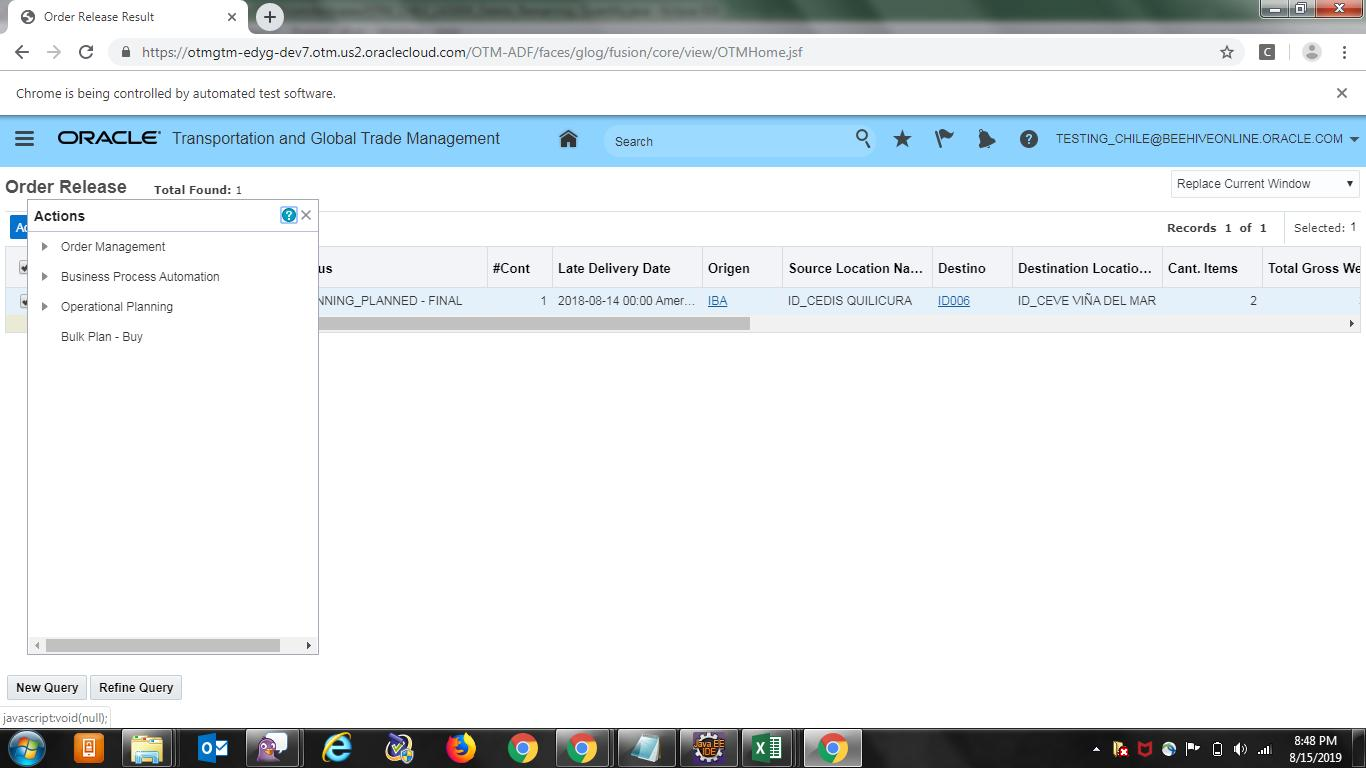 Order Release Result
https://otmgtm-edyg-dev7.otm.us2.oraclecloud.com/OTM-ADF/faces/glog/fusion/core/view/OTMHome.jsf
C
Chrome is being controlled by automated test software.
ORACLE Transportation and Global Trade Management
Search
TESTING_CHILE@BEEHIVEONLINE.ORACLE.COM
Order Release Total Found: 1
Replace Current Window
Records 1 of 1 Selected: 1
Actions
Order Management
Business Process Automation
Operational Planning
Bulk Plan - Buy
#Cont Late Delivery Date Origen Source Location Na... Destino Destination Locatio... Cant. Items Total Gross We
NNING_PLANNED - FINAL 1 2018-08-14 00:00 Amer... IBA ID_CEDIS QUILICURA ID006 ID_CEVE VIÑA DEL MAR 2
New Query Refine Query
javascript:void(null);
Java EE
IDE
8:48 PM
8/15/2019